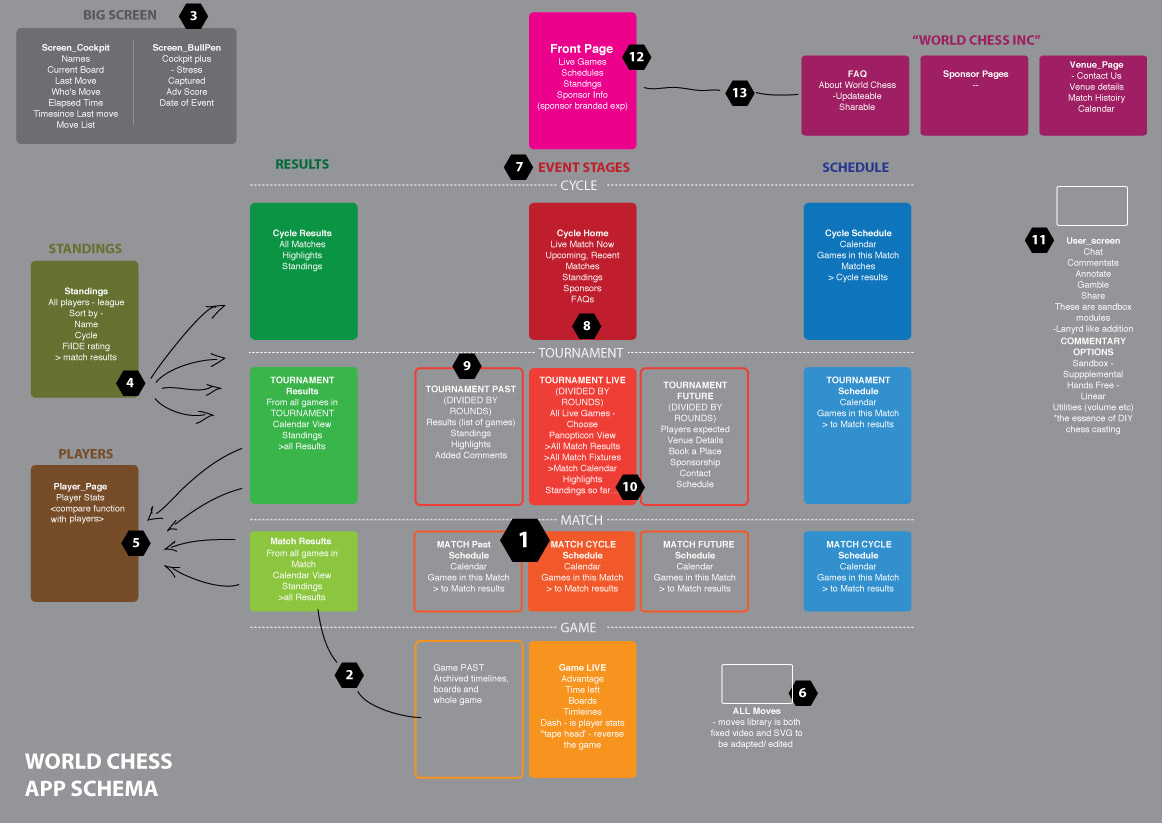 BIG SCREEN
3
Screen_Cockpit
Names
Current Board
Last Move
Who's Move
Elapsed Time
Timesince Last move
Move List
Screen_BullPen
Cockpit plus
- Stress
Captured
Adv Score
Date of Event
Front Page
Live Games
Schedules
Standngs
Sponsor Info
(sponsor branded exp)
12
13
“WORLD CHESS INC”
FAQ
About World Chess
-Updateable
Sharable
Sponsor Pages
--
Venue_Page
- Contact Us
Venue details
Match Histoiry
Calendar
RESULTS
7
EVENT STAGES
SCHEDULE
CYCLE
Cycle Results
All Matches
Highlights
Standings
Cycle Home
Live Match Now
Upcoming, Recent
Matches
Standings
Sponsors
FAQs
8
Cycle Schedule
Calendar
Games in this Match
Matches
> Cycle results
11
User_screen
Chat
Commentate
Annotate
Gamble
Share
These are sandbox
modules
-Lanyrd like addition
COMMENTARY
OPTIONS
Sandbox -
Suppplemental
Hands Free -
Linear
Utilities (volume etc)
"the essence of DIY
chess casting
STANDINGS
Standings
All players - league
Sort by -
Name
Cycle
FIIDE rating
> match results
4
TOURNAMENT
TOURNAMENT
Results
From all games in
TOURNAMENT
Calendar View
Standings
>all Results
9
TOURNAMENT PAST
(DIVIDED BY
ROUNDS)
Results (list of games)
Standings
Highlights
Added Comments
TOURNAMENT LIVE
(DIVIDED BY
ROUNDS)
All Live Games -
Choose
Panopticon View
>All Match Results
>All Match Fixtures
>Match Calendar
Highlights
Standings so far..
10
TOURNAMENT
FUTURE
(DIVIDED BY
ROUNDS)
Players expected
Venue Details
Book a Place
Sponsorship
Contact
Schedule
TOURNAMENT
Schedule
Calendar
Games in this Match
> to Match results
PLAYERS
Player_Page
Player Stats
<compare function
with players>
5
MATCH
Match Results
From all games in
Match
Calendar View
Standings
>all Results
1
MATCH Past
Schedule
Calendar
Games in this Match
> to Match results
MATCH CYCLE
Schedule
Calendar
Games in this Match
> to Match results
MATCH FUTURE
Schedule
Calendar
Games in this Match
> to Match results
MATCH CYCLE
Schedule
Calendar
Games in this Match
> to Match results
GAME
2
Game PAST
Archived timelines,
boards and
whole game
Game LIVE
Advantage
Time left
Boards
Timleines
Dash - is player stats
"tape head' - reverse
the game
6
ALL Moves
- moves library is both
fixed video and SVG to
be adapted/ edited
WORLD CHESS
APP SCHEMA